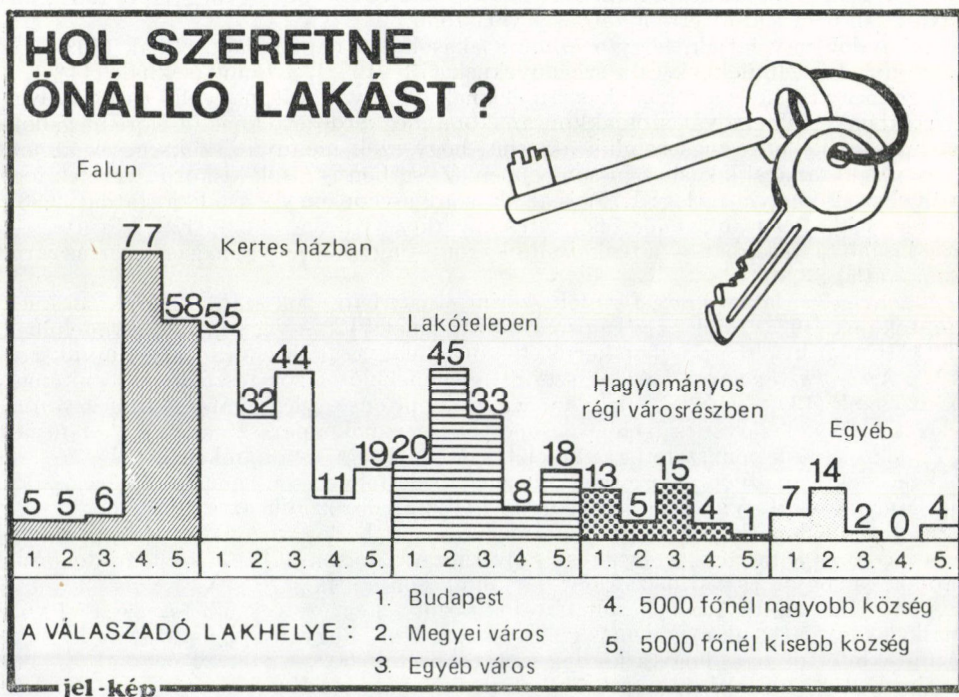 HOL SZERETNE
ÖNÁLLÓ LAKÁST ?
Falun
Kertes házban
Lakótelepen
Hagyományos
régi városrészben
Egyéb
5 5 6 77 58 55 32 44 11 19 20 45 33 8 18 13 5 15 4 1 7 14 2 0 4
1. 2. 3. 4. 5. 1. 2. 3. 4. 5. 1. 2. 3. 4. 5. 1. 2. 3. 4. 5. 1. 2. 3. 4. 5.
A VÁLASZADÓ LAKHELYE :
1. Budapest
2. Megyei város
3. Egyéb város
4. 5000 főnél nagyobb község
5. 5000 főnél kisebb község
jel-kép